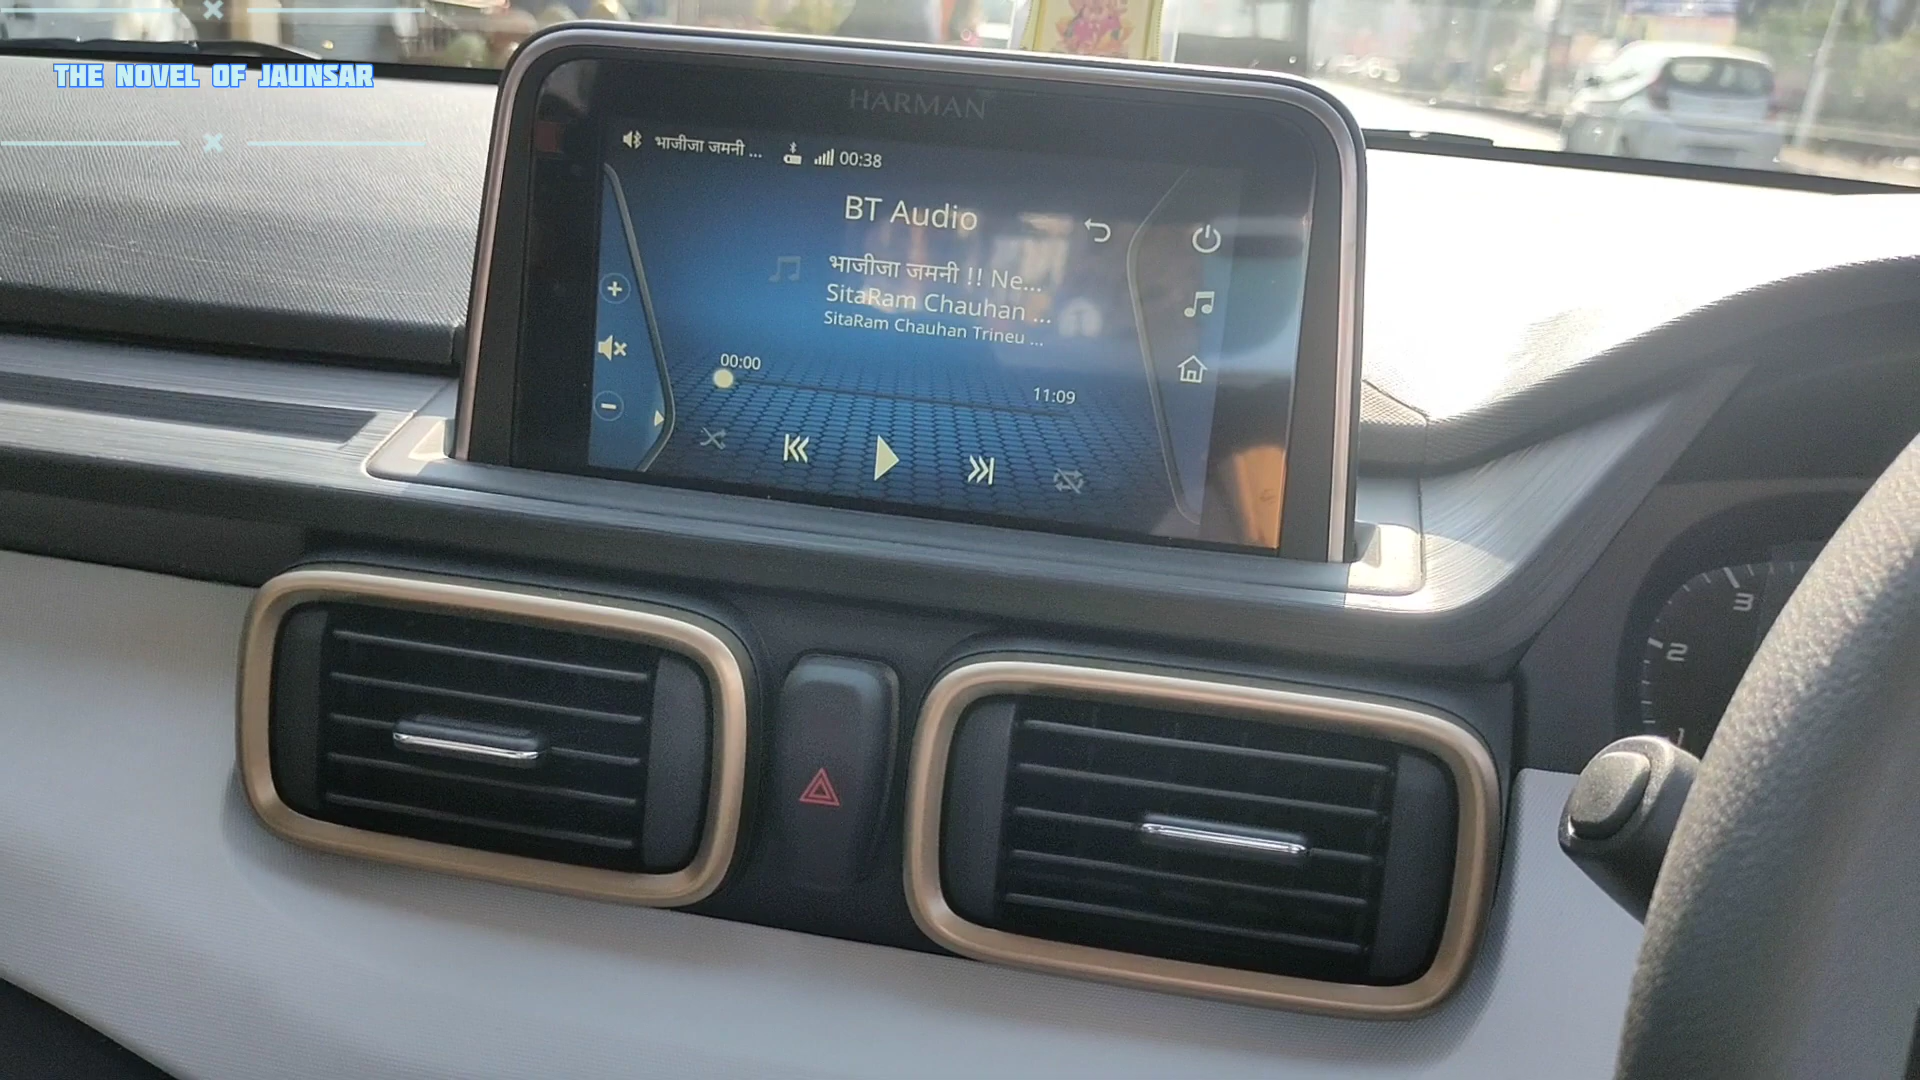 THE NOVEL OF JAUNSAR
HARMAN
भाजीजा जमनी ... 00:38
BT Audio
भाजीजा जमनी !! Ne...
SitaRam Chauhan ...
SitaRam Chauhan Trineu ...
00:00
11:09
3
2
1